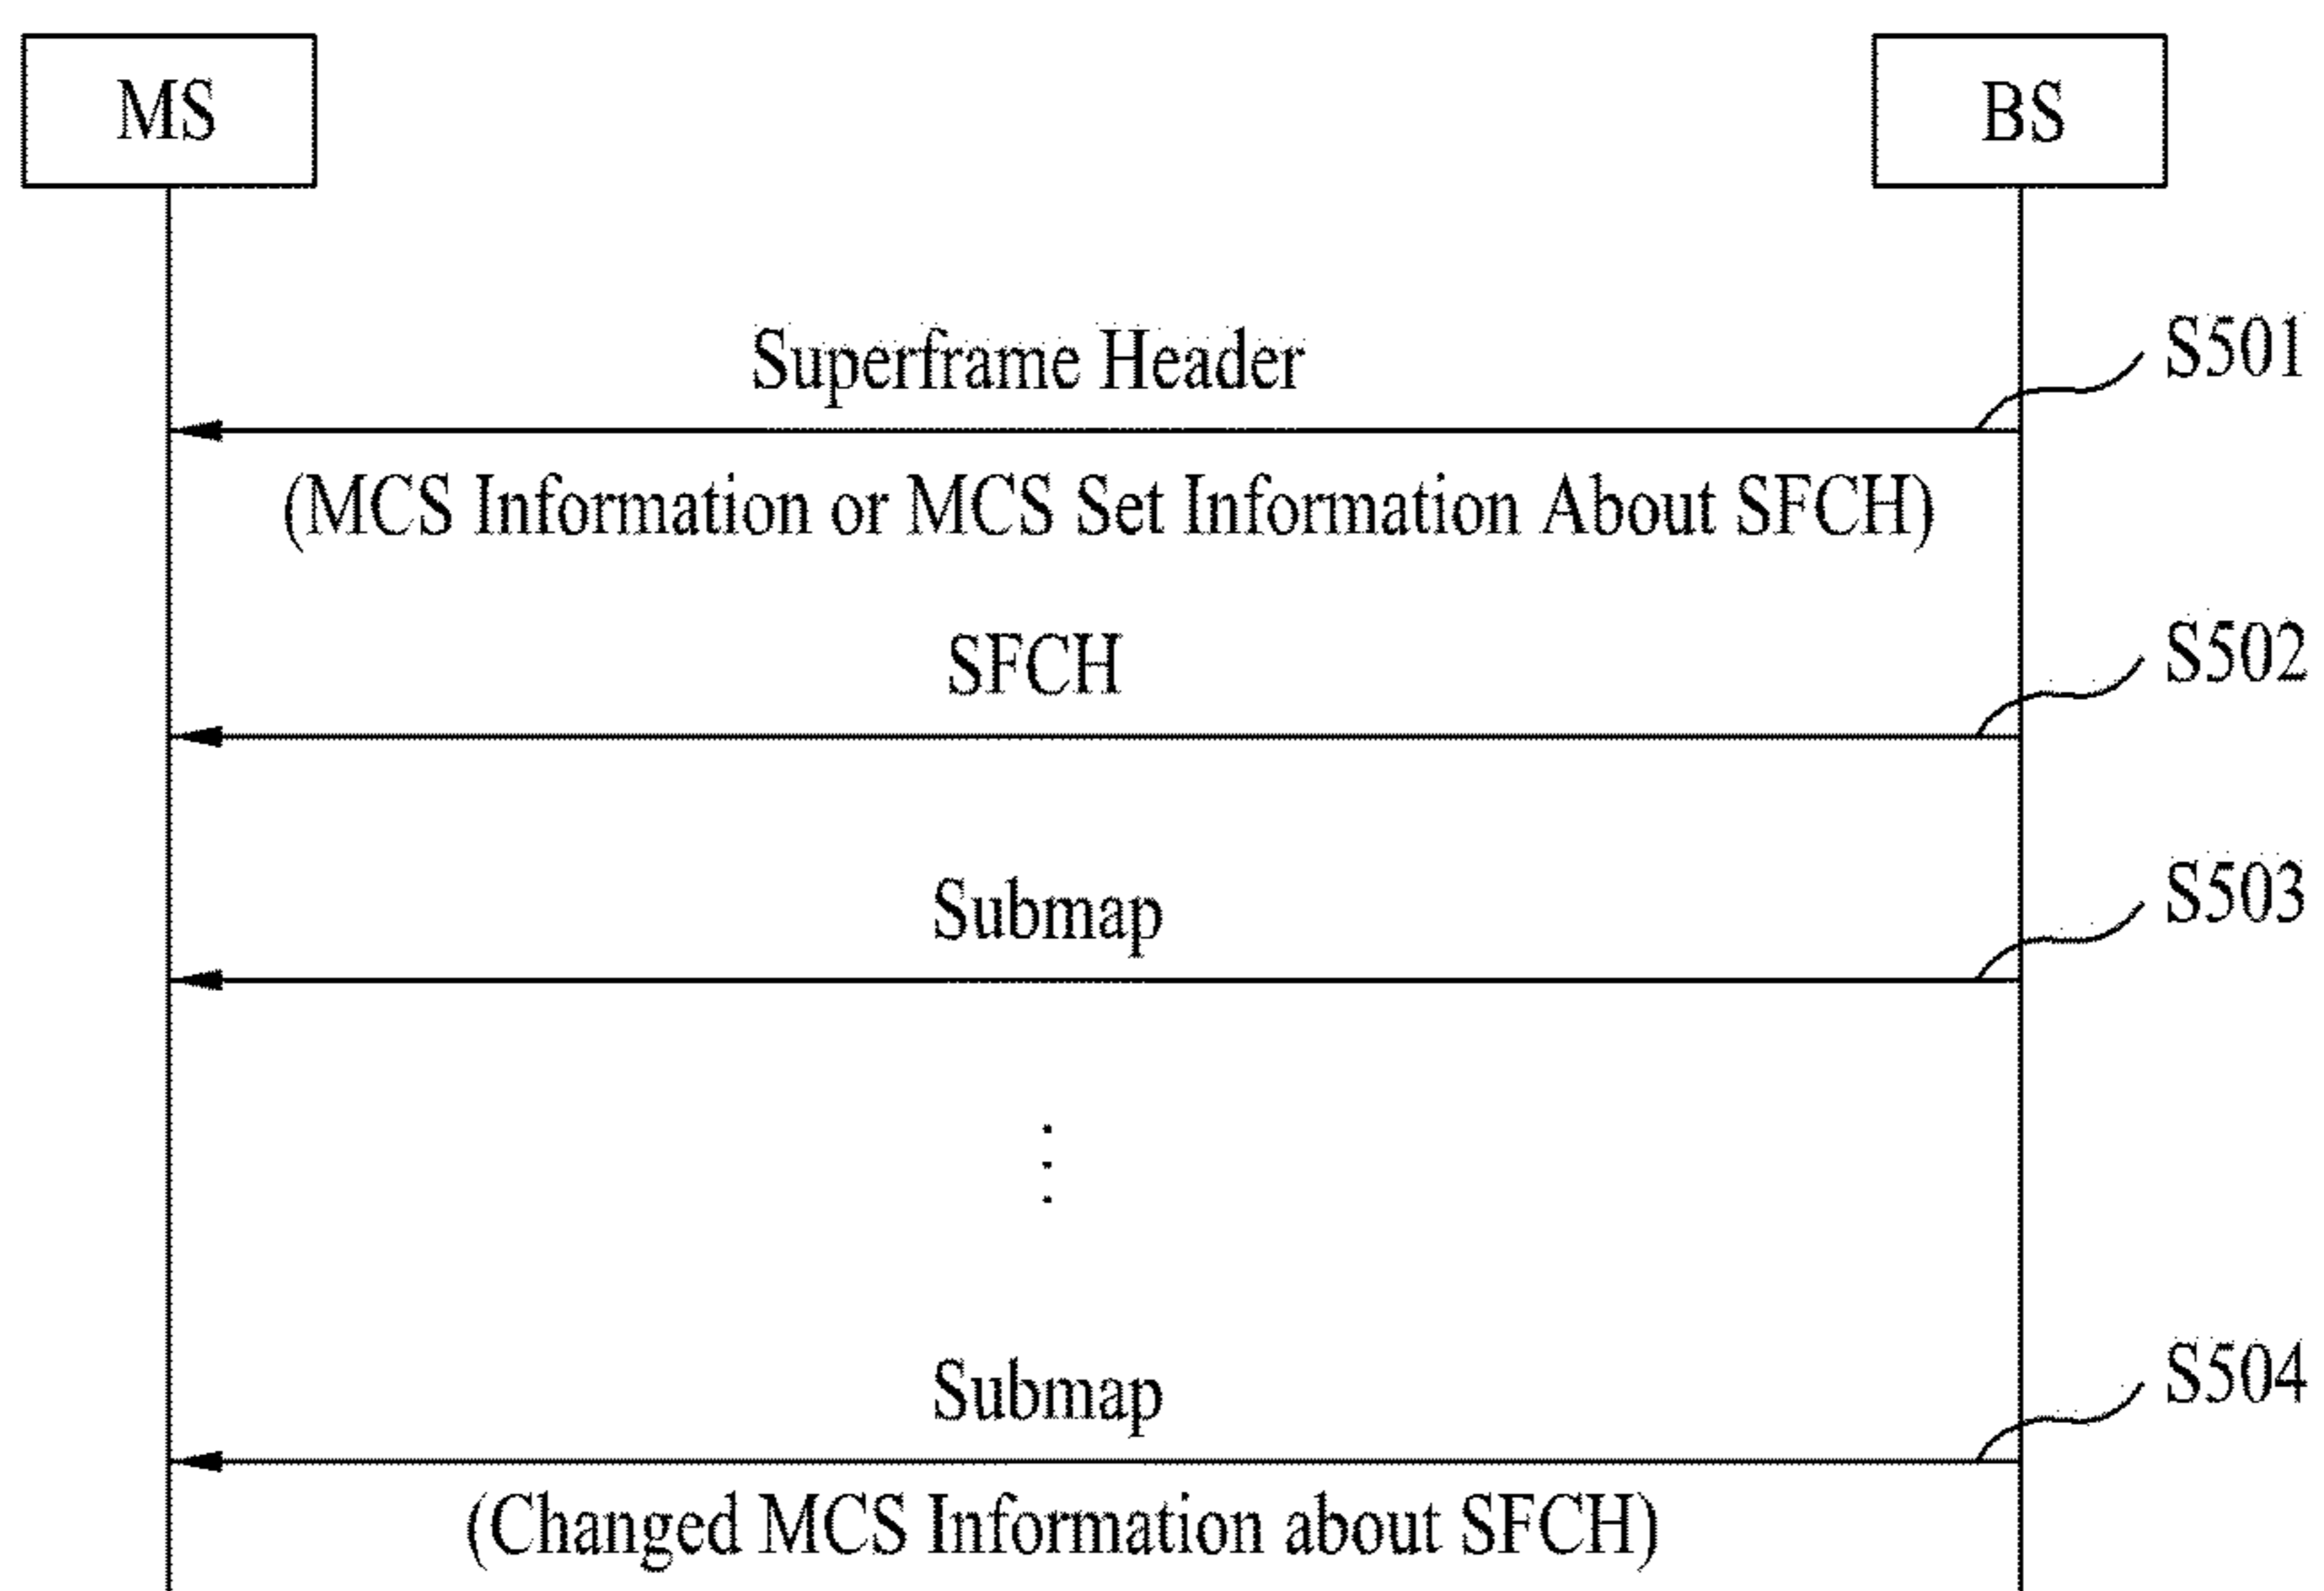 MS
BS
Superframe Header
S501
(MCS Information or MCS Set Information About SFCH)
SFCH
S502
Submap
S503
Submap
S504
(Changed MCS Information about SFCH)